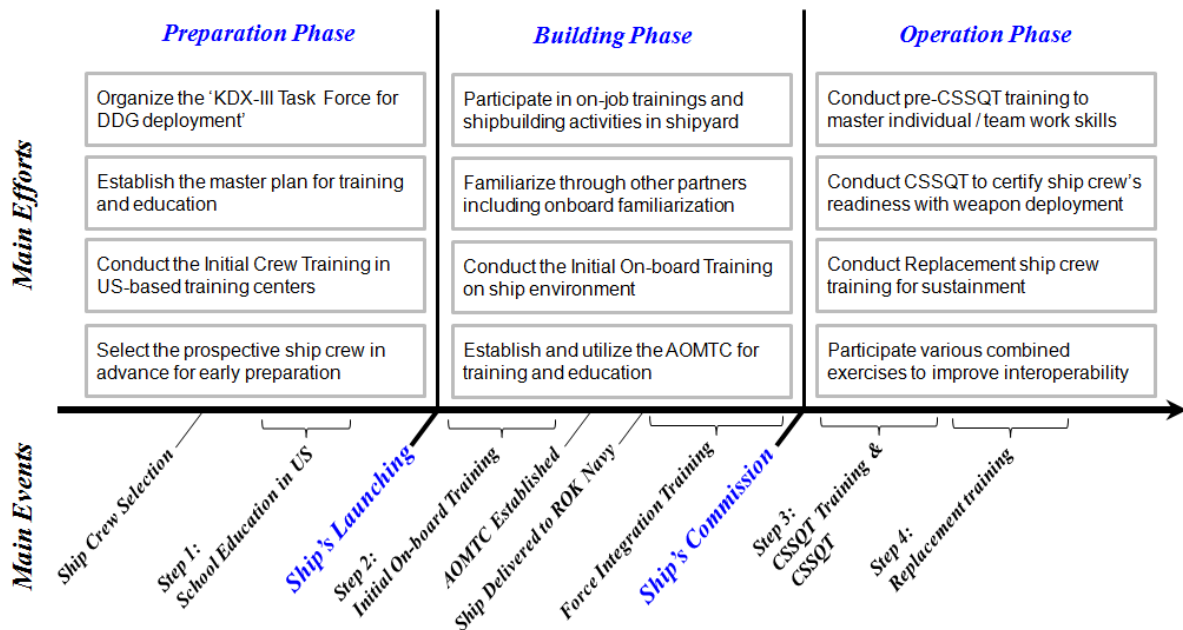 Preparation Phase
Building Phase
Operation Phase
Main Efforts
Organize the ‘KDX-III Task Force for
DDG deployment’
Participate in on-job trainings and
shipbuilding activities in shipyard
Conduct pre-CSSQT training to
master individual / team work skills
Establish the master plan for training
and education
Familiarize through other partners
including onboard familiarization
Conduct CSSQT to certify ship crew’s
readiness with weapon deployment
Conduct the Initial Crew Training in
US-based training centers
Conduct the Initial On-board Training
on ship environment
Conduct Replacement ship crew
training for sustainment
Select the prospective ship crew in
advance for early preparation
Establish and utilize the AOMTC for
training and education
Participate various combined
exercises to improve interoperability
Main Events
Ship Crew Selection
Step 1:
School Education in US
Ship’s Launching
Step 2:
Initial On-board Training
AOMTC Established
Ship Delivered to ROK Navy
Force Integration Training
Ship’s Commission
Step 3:
CSSQT Training &
CSSQT
Step 4:
Replacement training